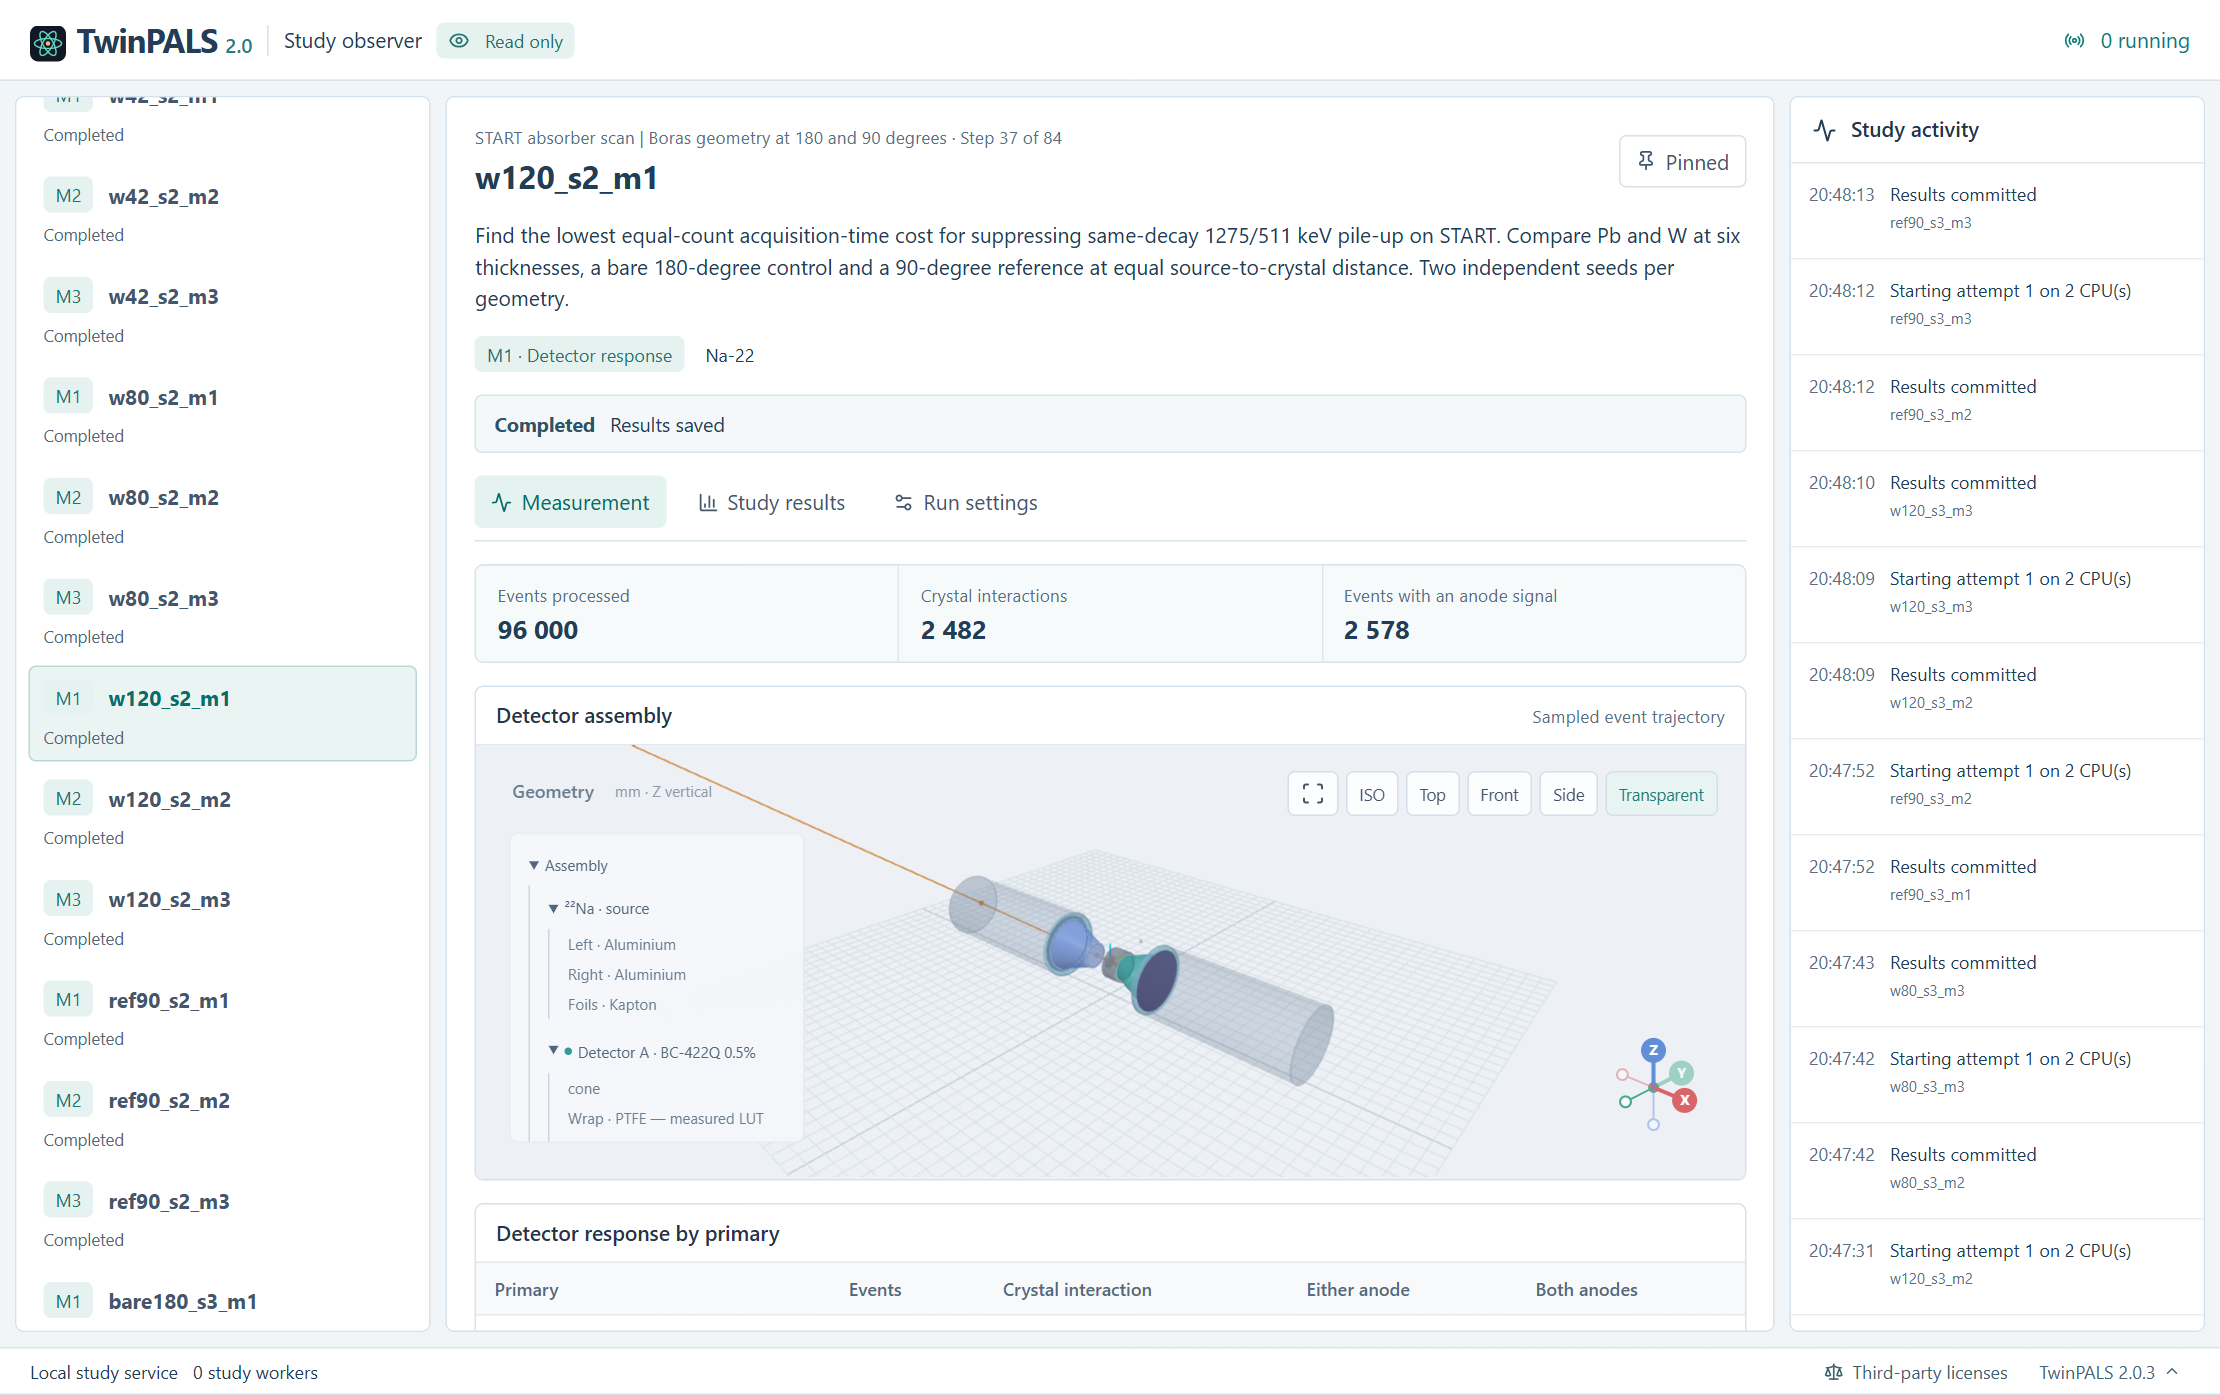 TwinPALS 2.0
Study observer
Read only
0 running
M1 w42_s2_m1
Completed
M2 w42_s2_m2
Completed
M3 w42_s2_m3
Completed
M1 w80_s2_m1
Completed
M2 w80_s2_m2
Completed
M3 w80_s2_m3
Completed
M1 w120_s2_m1
Completed
M2 w120_s2_m2
Completed
M3 w120_s2_m3
Completed
M1 ref90_s2_m1
Completed
M2 ref90_s2_m2
Completed
M3 ref90_s2_m3
Completed
M1 bare180_s3_m1
START absorber scan | Boras geometry at 180 and 90 degrees · Step 37 of 84
w120_s2_m1
Pinned
Find the lowest equal-count acquisition-time cost for suppressing same-decay 1275/511 keV pile-up on START. Compare Pb and W at six
thicknesses, a bare 180-degree control and a 90-degree reference at equal source-to-crystal distance. Two independent seeds per
geometry.
M1 · Detector response Na-22
Completed Results saved
Measurement Study results Run settings
Events processed
96 000
Crystal interactions
2 482
Events with an anode signal
2 578
Detector assembly
Sampled event trajectory
Geometry mm · Z vertical
ISO Top Front Side Transparent
▼ Assembly
▼ ²²Na · source
Left · Aluminium
Right · Aluminium
Foils · Kapton
▼ ● Detector A · BC-422Q 0.5%
cone
Wrap · PTFE — measured LUT
Z
Y
X
Detector response by primary
Primary Events Crystal interaction Either anode Both anodes
Study activity
20:48:13 Results committed
ref90_s3_m3
20:48:12 Starting attempt 1 on 2 CPU(s)
ref90_s3_m3
20:48:12 Results committed
ref90_s3_m2
20:48:10 Results committed
w120_s3_m3
20:48:09 Starting attempt 1 on 2 CPU(s)
w120_s3_m3
20:48:09 Results committed
w120_s3_m2
20:47:52 Starting attempt 1 on 2 CPU(s)
ref90_s3_m2
20:47:52 Results committed
ref90_s3_m1
20:47:43 Results committed
w80_s3_m3
20:47:42 Starting attempt 1 on 2 CPU(s)
w80_s3_m3
20:47:42 Results committed
w80_s3_m2
20:47:31 Starting attempt 1 on 2 CPU(s)
w120_s3_m2
Local study service 0 study workers
Third-party licenses TwinPALS 2.0.3